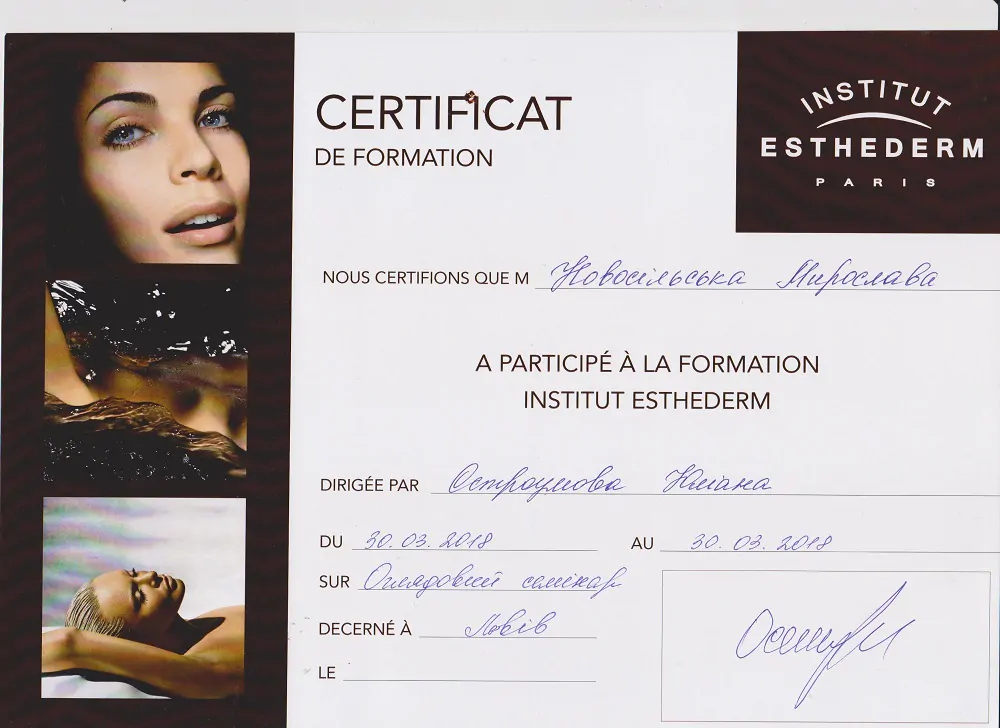 CERTIFICAT
DE FORMATION
INSTITUT
ESTHEDERM
PARIS
NOUS CERTIFIONS QUE M Новосільська Мирослава
A PARTICIPÉ À LA FORMATION
INSTITUT ESTHEDERM
DIRIGÉE PAR Остроумова
DU 30.03.2018 AU 30.03.2018
SUR Оглядовий семінар
DECERNÉ À Львів
LE